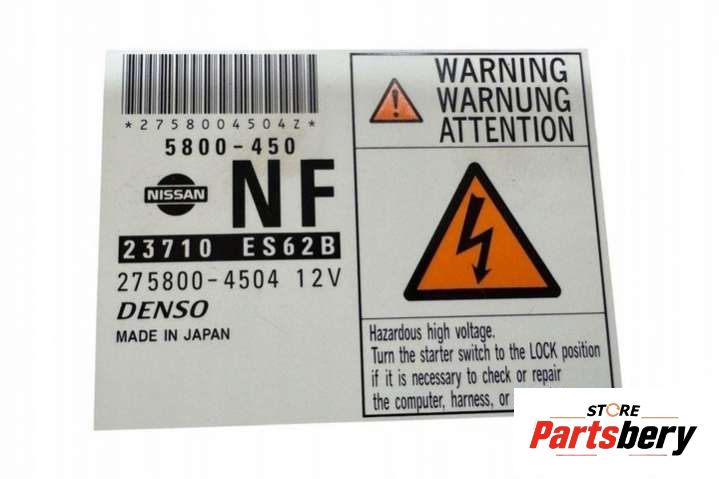 *2758004504Z*
5800-450
NISSAN
NF
23710 ES62B
275800-4504 12V
DENSO
MADE IN JAPAN
WARNING
WARNUNG
ATTENTION
Hazardous high voltage.
Turn the starter switch to the LOCK position
if it is necessary to check or repair
the computer, harness, or
STORE
Partsbery